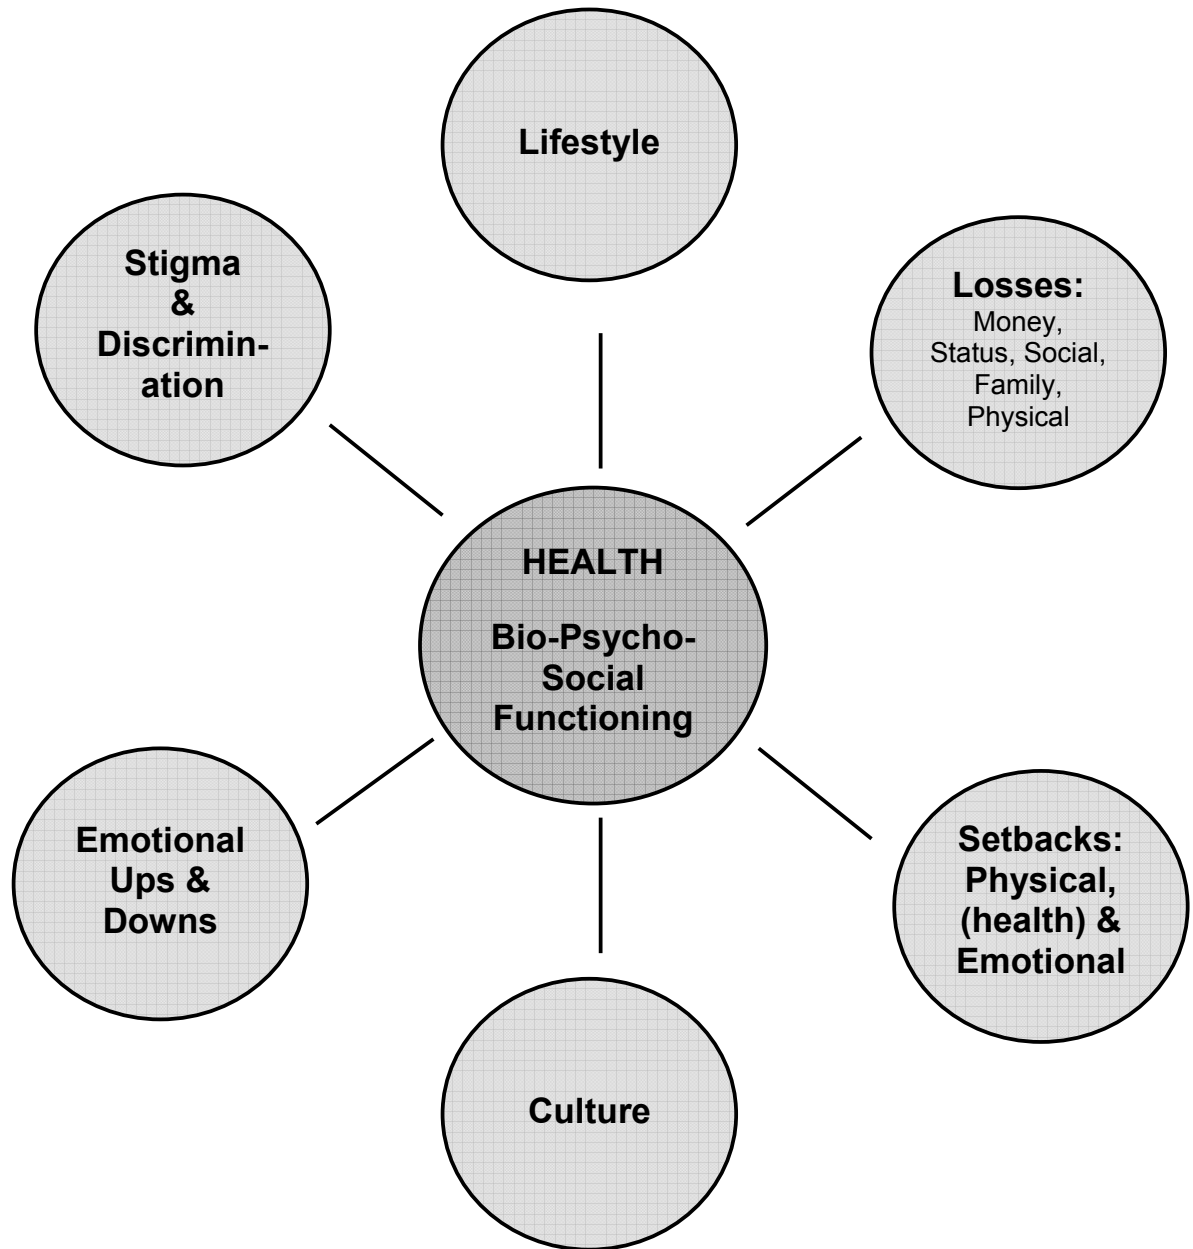 Lifestyle
Stigma
&
Discrimin-
ation
Losses:
Money,
Status, Social,
Family,
Physical
HEALTH
Bio-Psycho-
Social
Functioning
Emotional
Ups &
Downs
Setbacks:
Physical,
(health) &
Emotional
Culture